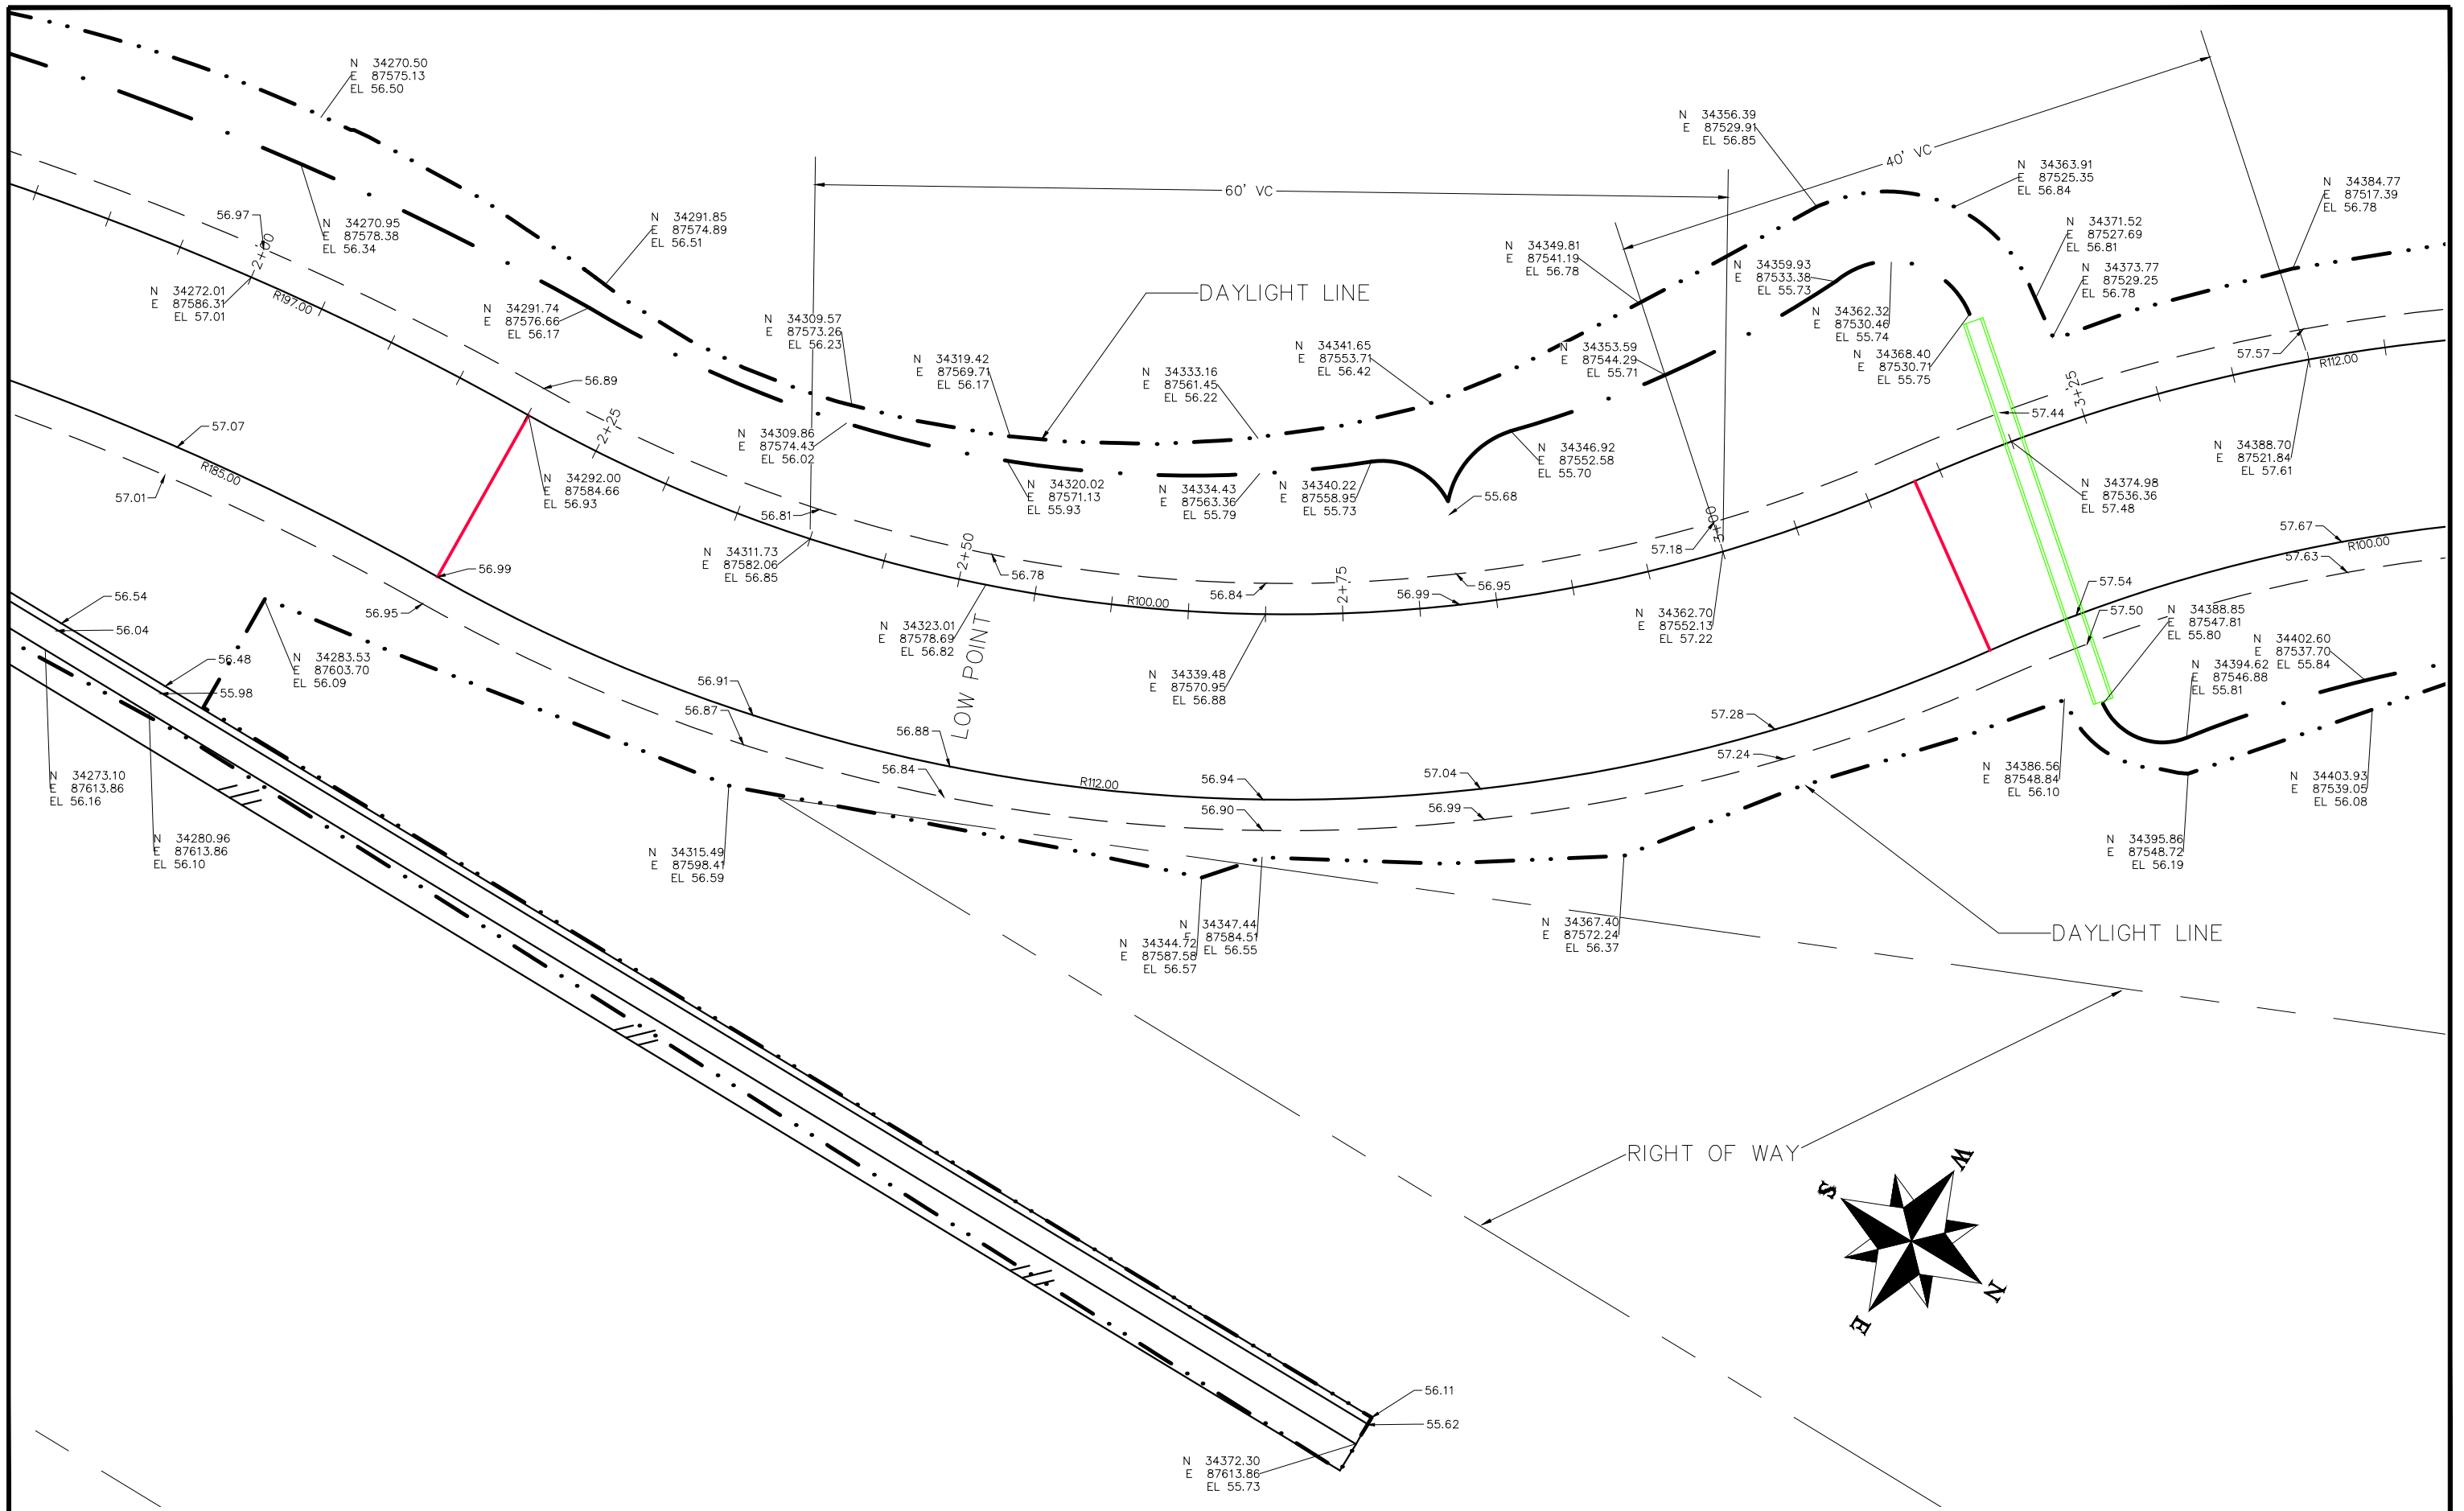 N 34270.50
E 87575.13
EL 56.50
N 34356.39
E 87529.91
EL 56.85
40' VC
60' VC
N 34363.91
E 87525.35
EL 56.84
N 34384.77
E 87517.39
EL 56.78
56.97
2+00
N 34270.95
E 87578.38
EL 56.34
N 34291.85
E 87574.89
EL 56.51
N 34349.81
E 87541.19
EL 56.78
N 34371.52
E 87527.69
EL 56.81
N 34359.93
E 87533.38
EL 55.73
N 34373.77
E 87529.25
EL 56.78
N 34272.01
E 87586.31
EL 57.01
R197.00
N 34291.74
E 87576.66
EL 56.17
DAYLIGHT LINE
N 34309.57
E 87573.26
EL 56.23
N 34362.32
E 87530.46
EL 55.74
N 34319.42
E 87569.71
EL 56.17
N 34333.16
E 87561.45
EL 56.22
N 34341.65
E 87553.71
EL 56.42
N 34353.59
E 87544.29
EL 55.71
N 34368.40
E 87530.71
EL 55.75
57.57
R112.00
56.89
2+25
57.44
3+25
57.07
R185.00
57.01
N 34309.86
E 87574.43
EL 56.02
N 34346.92
E 87552.58
EL 55.70
N 34388.70
E 87521.84
EL 57.61
N 34292.00
E 87584.66
EL 56.93
N 34320.02
E 87571.13
EL 55.93
N 34334.43
E 87563.36
EL 55.79
N 34340.22
E 87558.95
EL 55.73
55.68
N 34374.98
E 87536.36
EL 57.48
56.81
3+00
57.18
57.67
R100.00
57.63
N 34311.73
E 87582.06
EL 56.85
2+50
56.78
56.99
56.95
R100.00
56.84
2+75
56.95
56.99
57.54
57.50
56.54
56.04
N 34323.01
E 87578.69
EL 56.82
LOW POINT
N 34362.70
E 87552.13
EL 57.22
N 34388.85
E 87547.81
EL 55.80
N 34402.60
E 87537.70
EL 55.84
56.48
55.98
N 34283.53
E 87603.70
EL 56.09
N 34339.48
E 87570.95
EL 56.88
N 34394.62
E 87546.88
EL 55.81
56.91
56.87
57.28
57.24
56.88
56.84
N 34273.10
E 87613.86
EL 56.16
R112.00
56.94
57.04
56.90
56.99
N 34386.56
E 87548.84
EL 56.10
N 34403.93
E 87539.05
EL 56.08
N 34280.96
E 87613.86
EL 56.10
N 34315.49
E 87598.41
EL 56.59
N 34395.86
E 87548.72
EL 56.19
N 34347.44
E 87584.51
EL 56.55
N 34344.72
E 87587.58
EL 56.57
N 34367.40
E 87572.24
EL 56.37
DAYLIGHT LINE
RIGHT OF WAY
W
S
N
E
56.11
55.62
N 34372.30
E 87613.86
EL 55.73